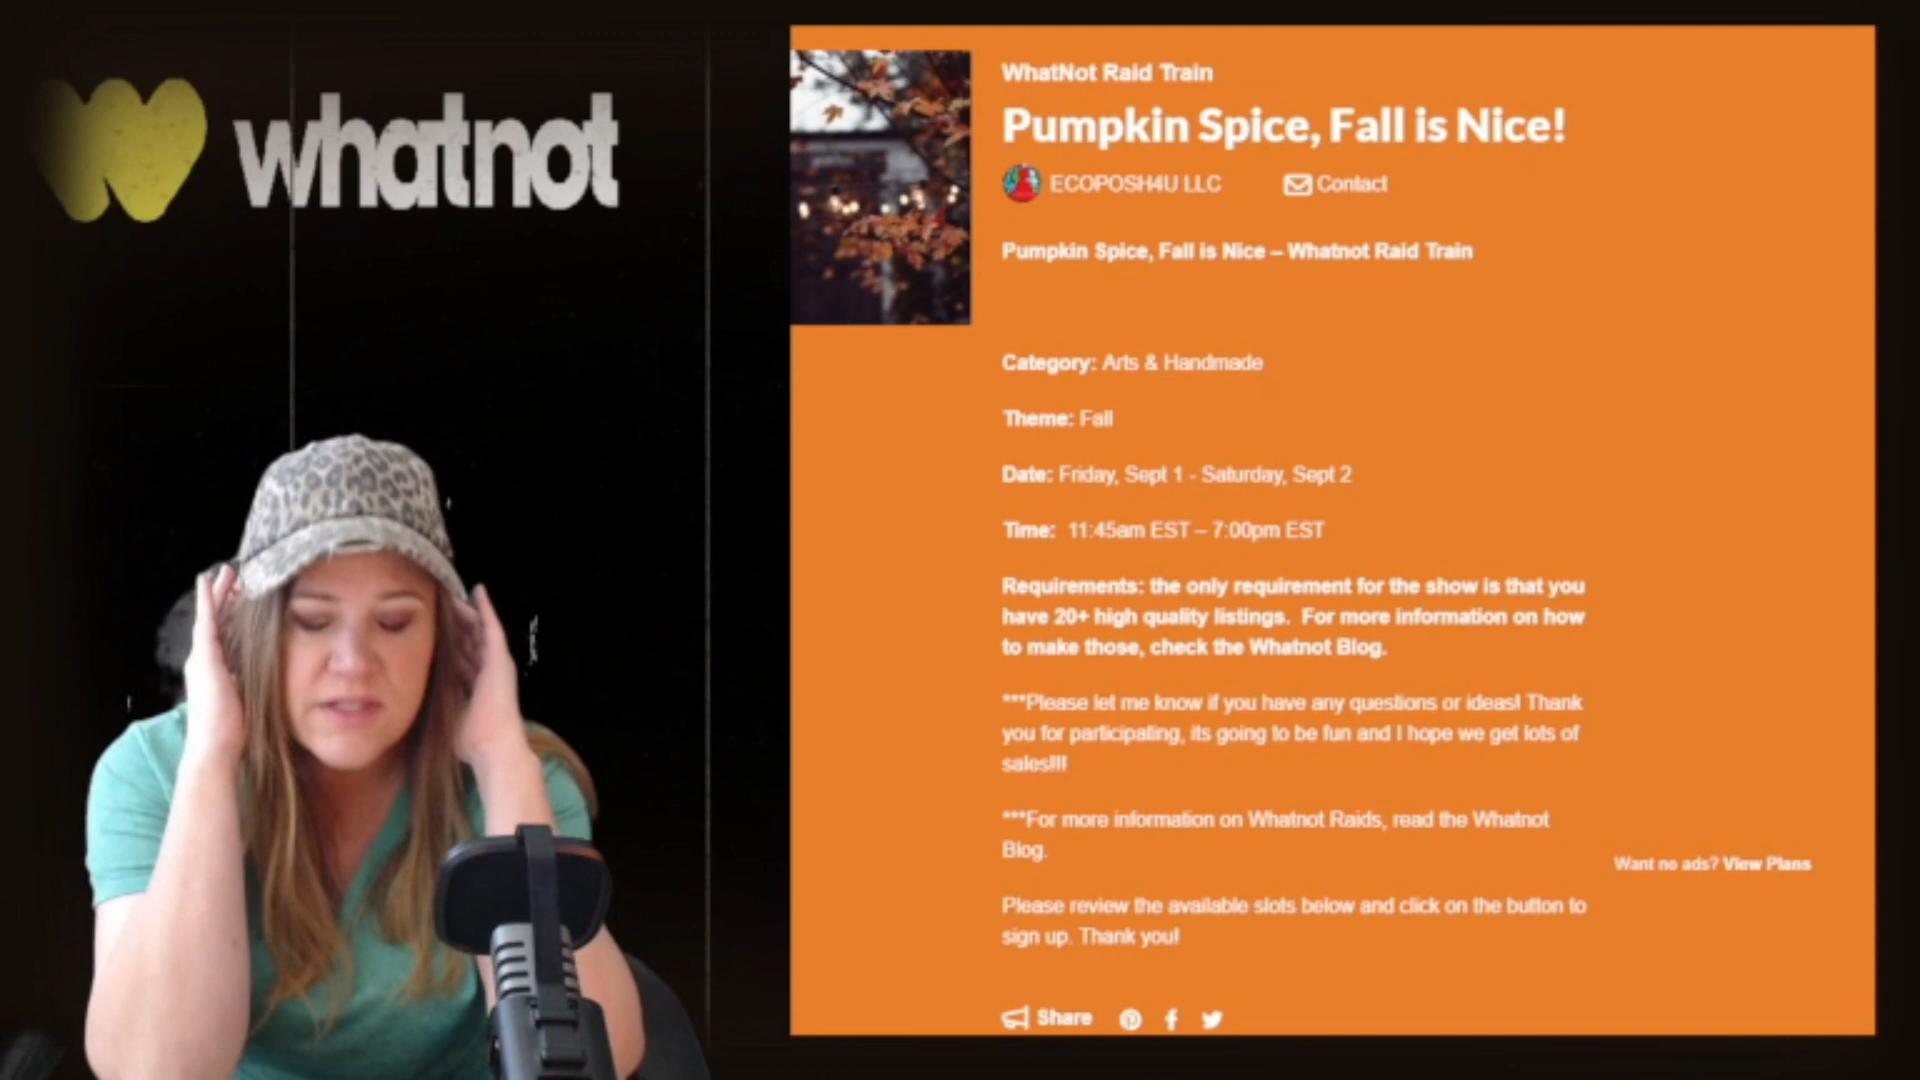 whatnot
WhatNot Raid Train
Pumpkin Spice, Fall is Nice!
ECOPOSH4U LLC
Contact
Pumpkin Spice, Fall is Nice – Whatnot Raid Train
Category: Arts & Handmade
Theme: Fall
Date: Friday, Sept 1 - Saturday, Sept 2
Time: 11:45am EST – 7:00pm EST
Requirements: the only requirement for the show is that you
have 20+ high quality listings. For more information on how
to make those, check the Whatnot Blog.
***Please let me know if you have any questions or ideas! Thank
you for participating, its going to be fun and I hope we get lots of
sales!!!
***For more information on Whatnot Raids, read the Whatnot
Blog.
Want no ads? View Plans
Please review the available slots below and click on the button to
sign up. Thank you!
Share